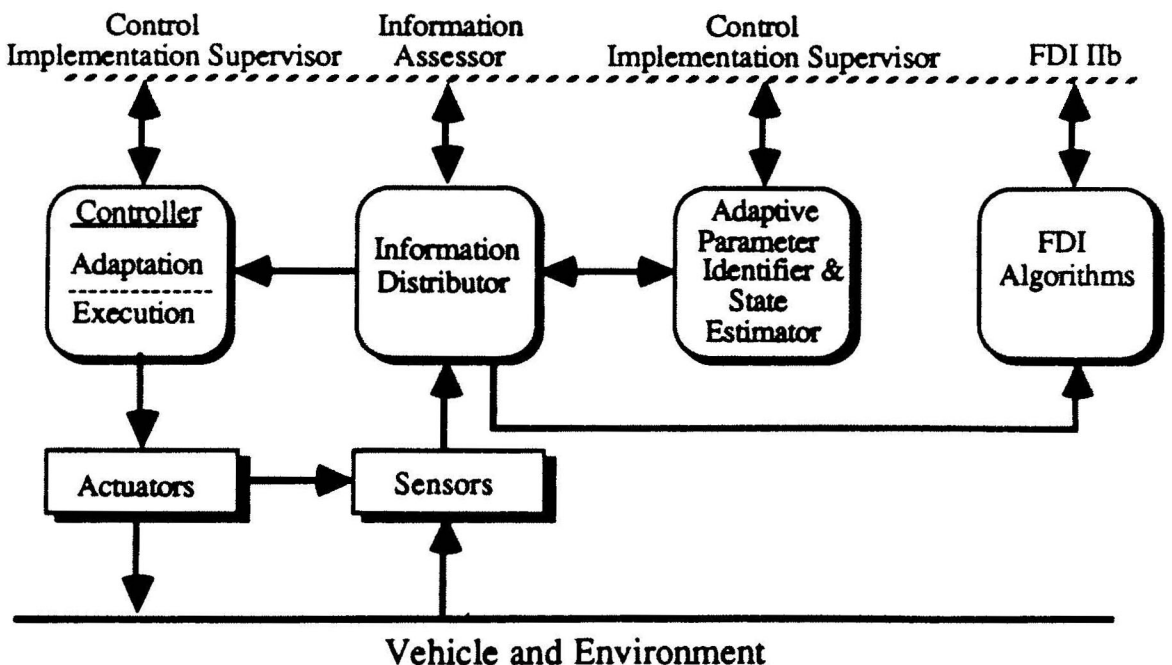 Control
Implementation Supervisor
Information
Assessor
Control
Implementation Supervisor
FDI IIb
Controller
Adaptation
Execution
Information
Distributor
Adaptive
Parameter
Identifier &
State
Estimator
FDI
Algorithms
Actuators
Sensors
Vehicle and Environment